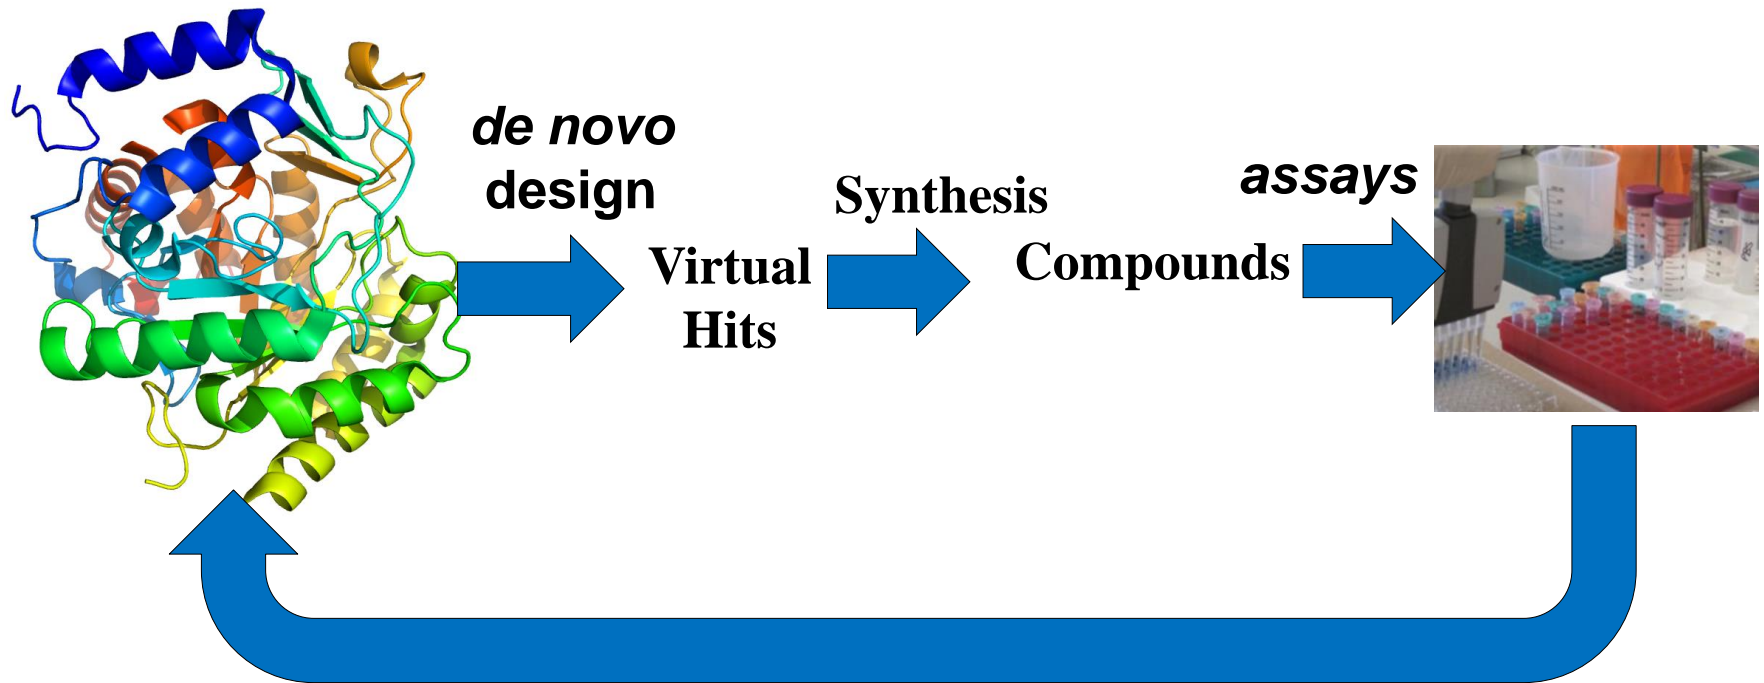 de novo
design
Virtual
Hits
Synthesis
Compounds
assays